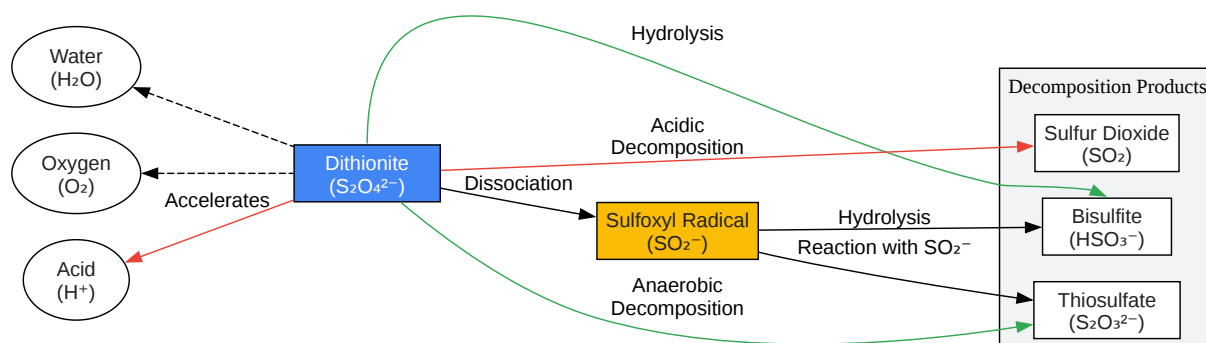 Water
(H₂O)
Oxygen
(O₂)
Acid
(H⁺)
Accelerates
Dithionite
(S₂O₄²⁻)
Hydrolysis
Acidic
Decomposition
Dissociation
Sulfoxyl Radical
(SO₂⁻)
Hydrolysis
Reaction with SO₂⁻
Anaerobic
Decomposition
Decomposition Products
Sulfur Dioxide
(SO₂)
Bisulfite
(HSO₃⁻)
Thiosulfate
(S₂O₃²⁻)